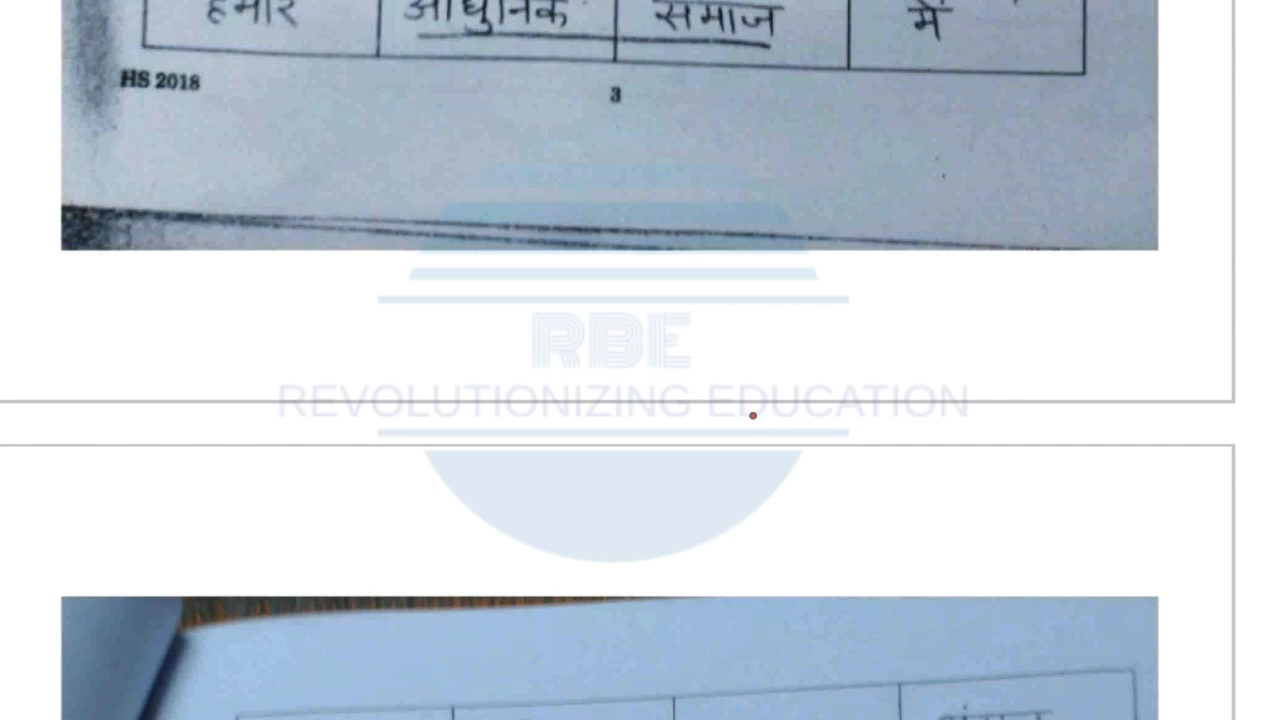 हमारे आधुनिक समाज में
HS 2018
3
RBE
REVOLUTIONIZING EDUCATION